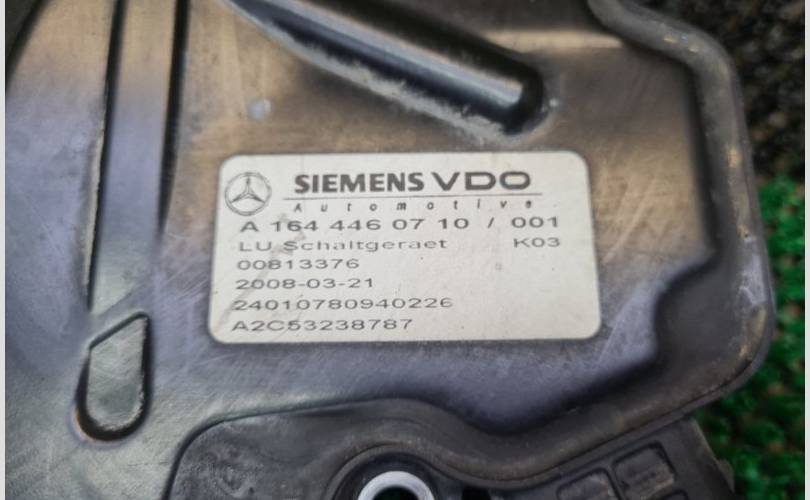 SIEMENS VDO
Automotive
A 164 446 07 10 / 001
LU Schaltgeraet K03
00813376
2008-03-21
24010780940226
A2C53238787